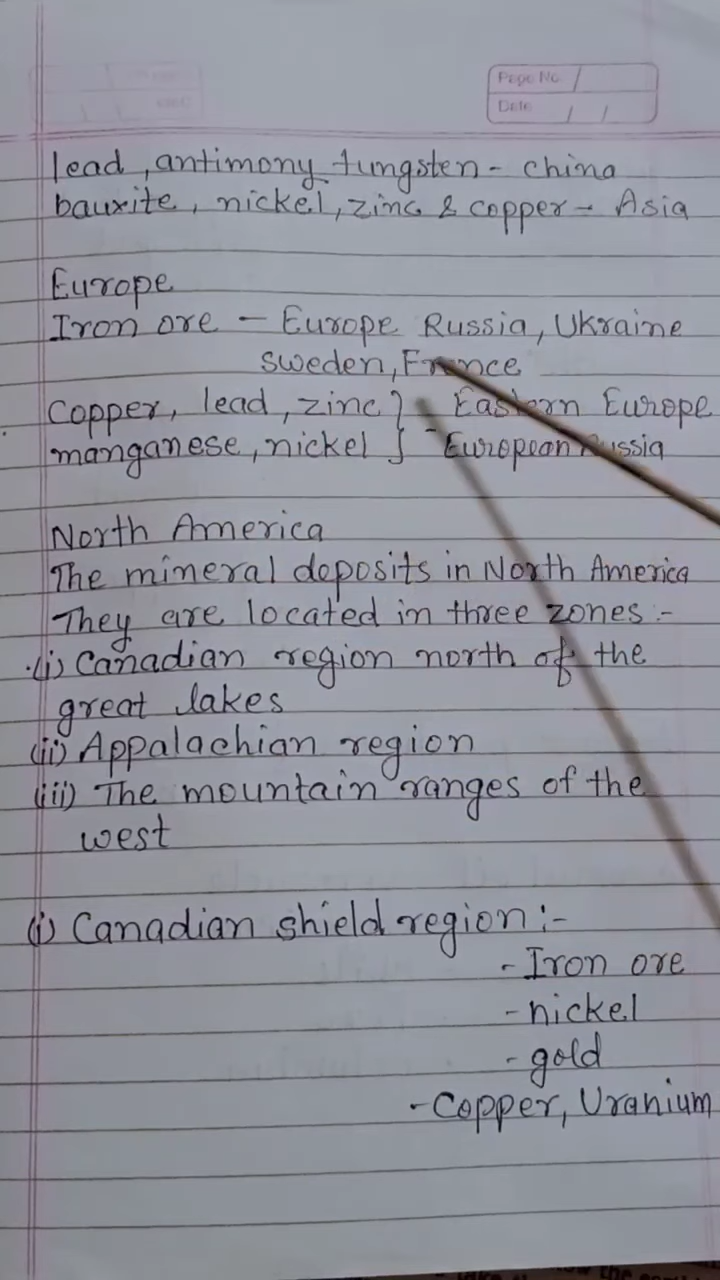 Page No. /
Date / /
lead, antimony, tungsten - china
bauxite, nickel, zinc & copper - Asia
Europe
Iron ore - Europe Russia, Ukraine
sweden, France
Copper, lead, zinc } Eastern Europe
manganese, nickel } - European Russia
North America
The mineral doposits in North America
They are located in three zones :-
(i) Canadian region north of the
great lakes
(ii) Appalachian region
(iii) The mountain ranges of the
west
(i) Canadian shield region :-
- Iron ore
- nickel
- gold
- Copper, Uranium